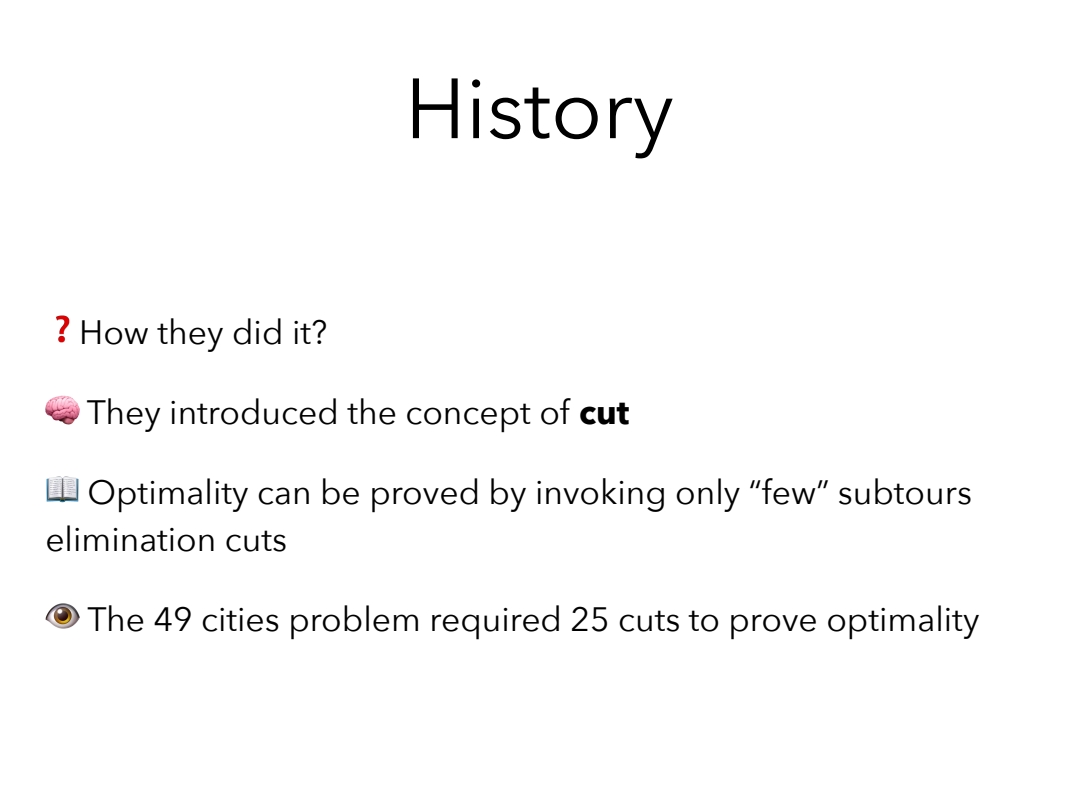 History
❓ How they did it?
🧠 They introduced the concept of cut
📖 Optimality can be proved by invoking only “few” subtours
elimination cuts
👁 The 49 cities problem required 25 cuts to prove optimality